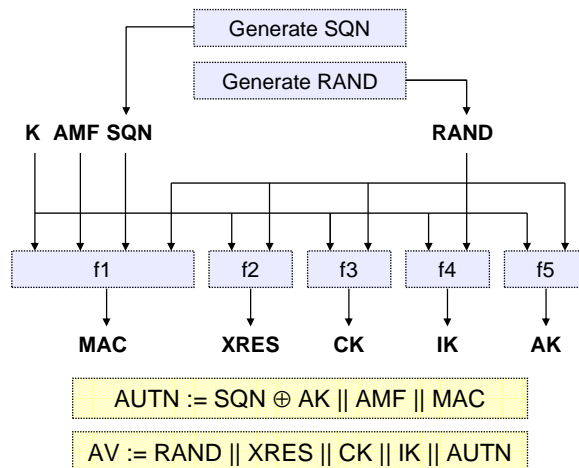 Generate SQN
Generate RAND
K AMF SQN RAND
f1 f2 f3 f4 f5
MAC XRES CK IK AK
AUTN := SQN ⊕ AK || AMF || MAC
AV := RAND || XRES || CK || IK || AUTN